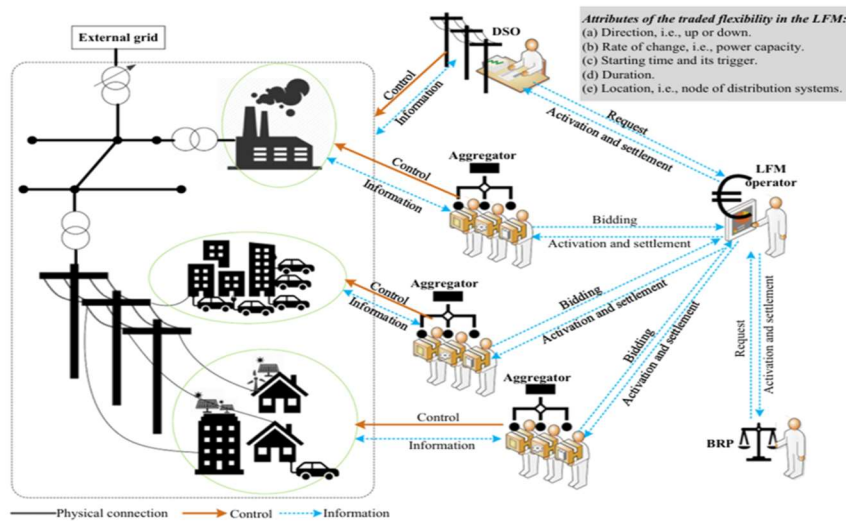 Attributes of the traded flexibility in the LFM:
(a) Direction, i.e., up or down.
(b) Rate of change, i.e., power capacity.
(c) Starting time and its trigger.
(d) Duration.
(e) Location, i.e., node of distribution systems.
External grid
DSO
Control
Information
Request
Activation and settlement
LFM
operator
Aggregator
Control
Information
Bidding
Activation and settlement
Aggregator
Control
Information
Bidding
Activation and settlement
Aggregator
Bidding
Activation and settlement
Control
Information
Request
Activation and settlement
BRP
Physical connection
Control
Information